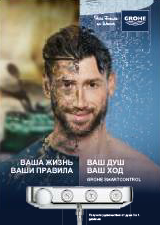 GROHE
ВАША ЖИЗНЬ
ВАШИ ПРАВИЛА
ВАШ ДУШ
ВАШ ХОД
GROHE SMARTCONTROL